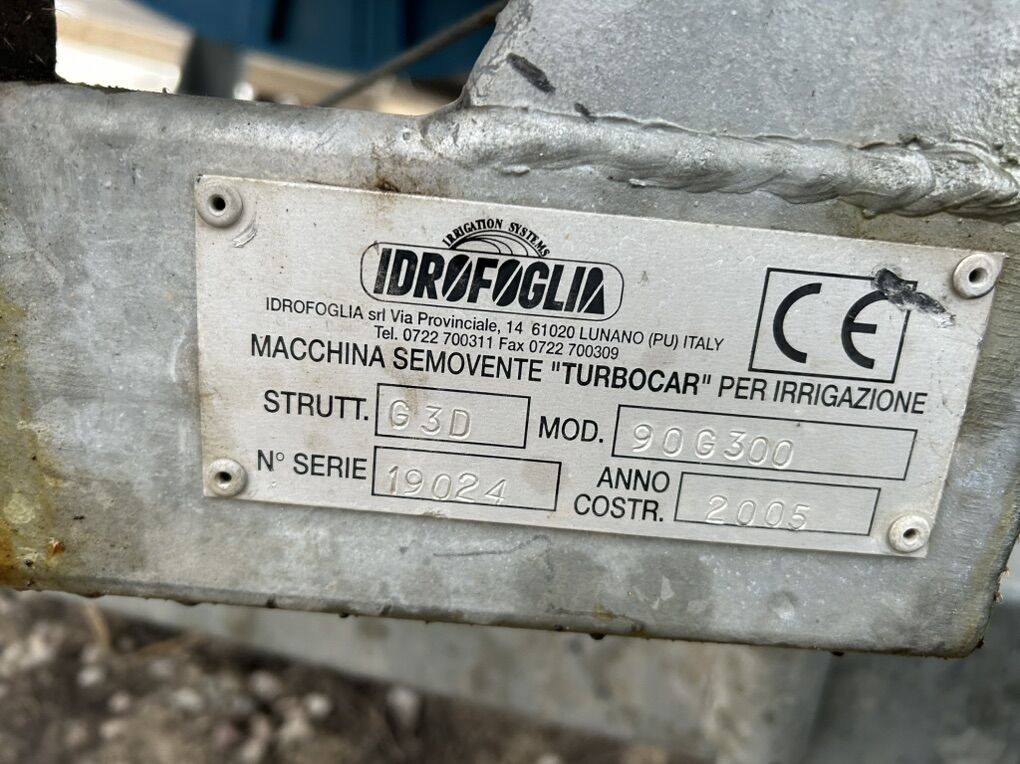 IRRIGATION SYSTEMS
IDROFOGLIA
IDROFOGLIA srl Via Provinciale, 14 61020 LUNANO (PU) ITALY
Tel. 0722 700311 Fax 0722 700309
CE
MACCHINA SEMOVENTE "TURBOCAR" PER IRRIGAZIONE
STRUTT. G3D MOD. 90G300
N° SERIE 19024 ANNO COSTR. 2005